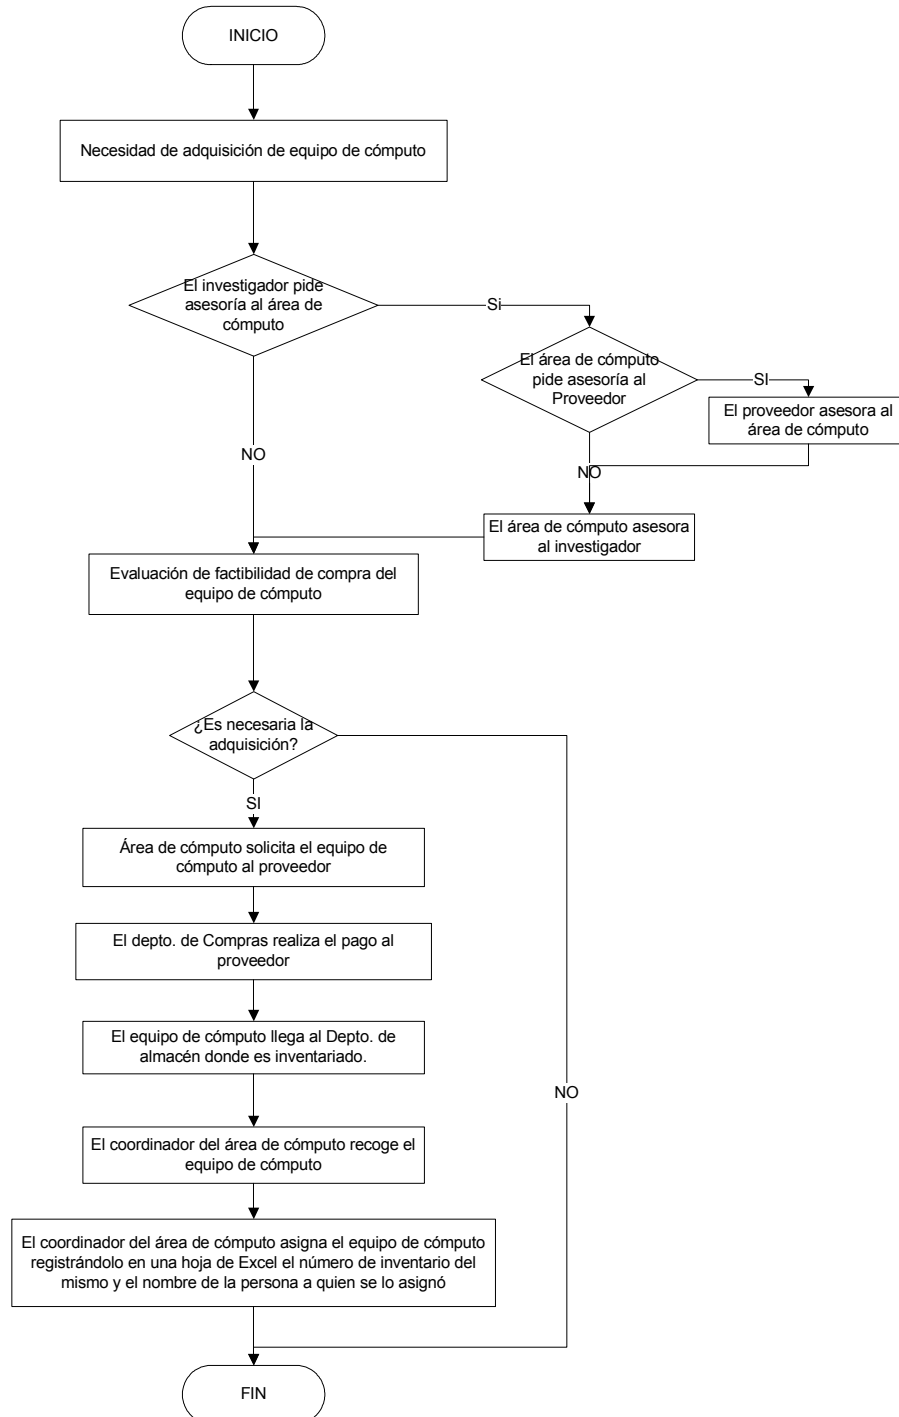 INICIO
Necesidad de adquisición de equipo de cómputo
El investigador pide
asesoría al área de
cómputo
Si
El área de cómputo
pide asesoría al
Proveedor
SI
El proveedor asesora al
área de cómputo
NO
NO
El área de cómputo asesora
al investigador
Evaluación de factibilidad de compra del
equipo de cómputo
¿Es necesaria la
adquisición?
SI
Área de cómputo solicita el equipo de
cómputo al proveedor
El depto. de Compras realiza el pago al
proveedor
El equipo de cómputo llega al Depto. de
almacén donde es inventariado.
NO
El coordinador del área de cómputo recoge el
equipo de cómputo
El coordinador del área de cómputo asigna el equipo de cómputo
registrándolo en una hoja de Excel el número de inventario del
mismo y el nombre de la persona a quien se lo asignó
FIN